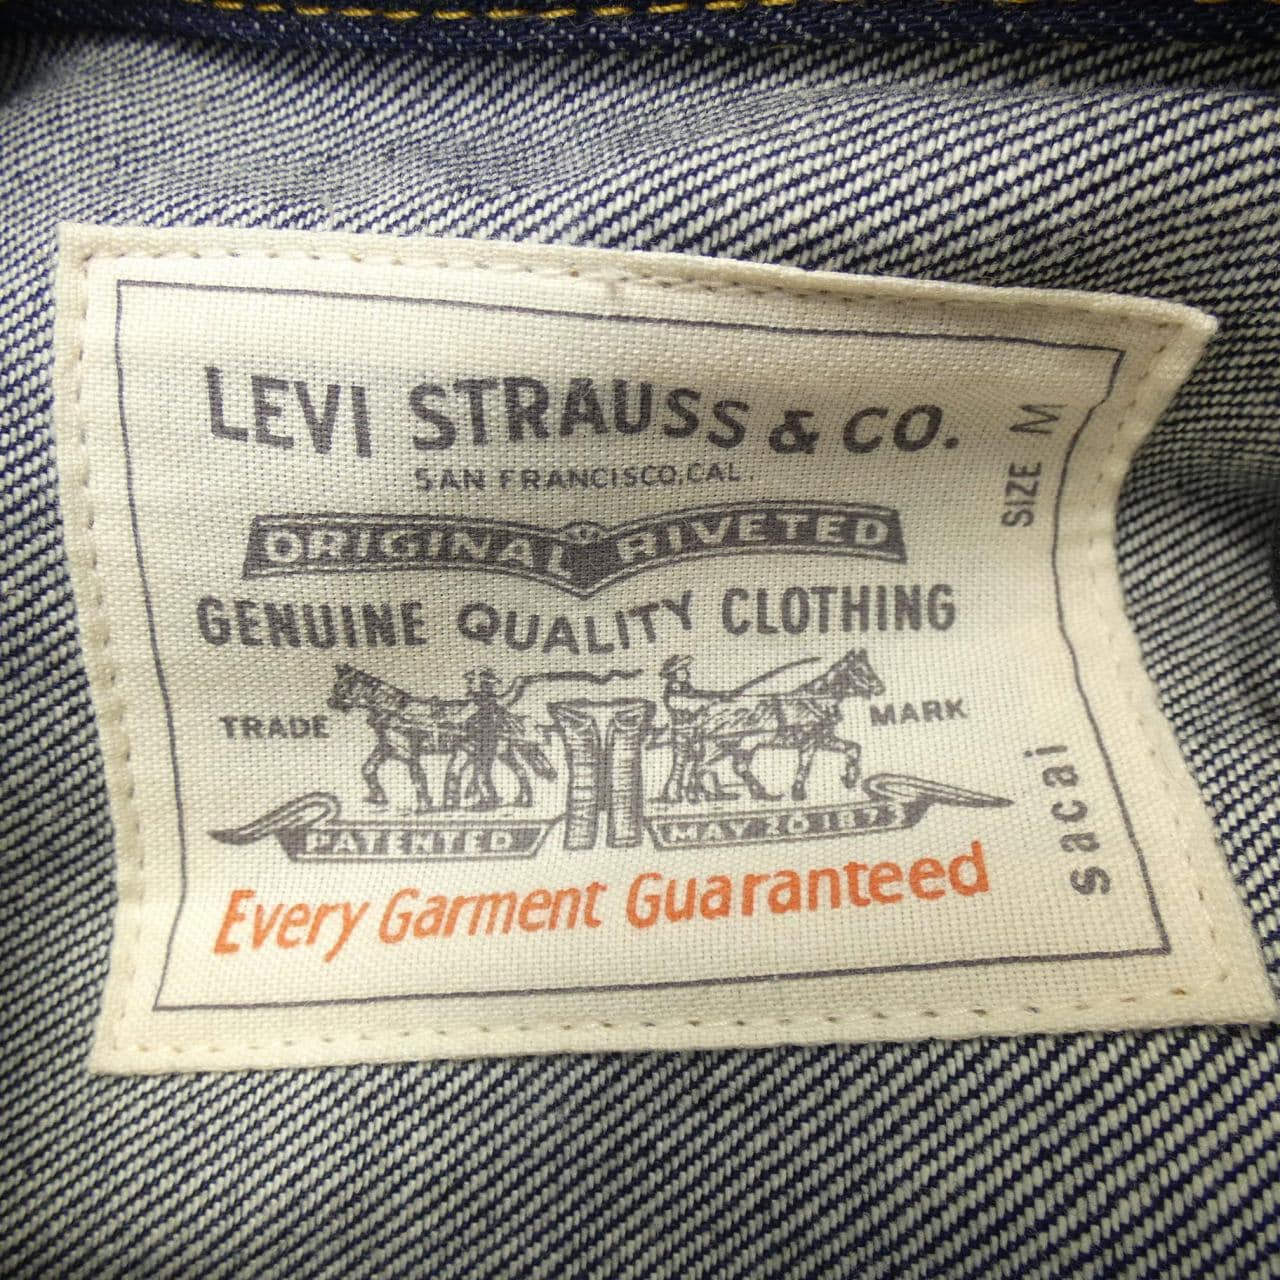 LEVI STRAUSS & CO.
SAN FRANCISCO, CAL.
ORIGINAL RIVETED
GENUINE QUALITY CLOTHING
TRADE MARK
PATENTED MAY 20 1873
Every Garment Guaranteed
SIZE M
sacai